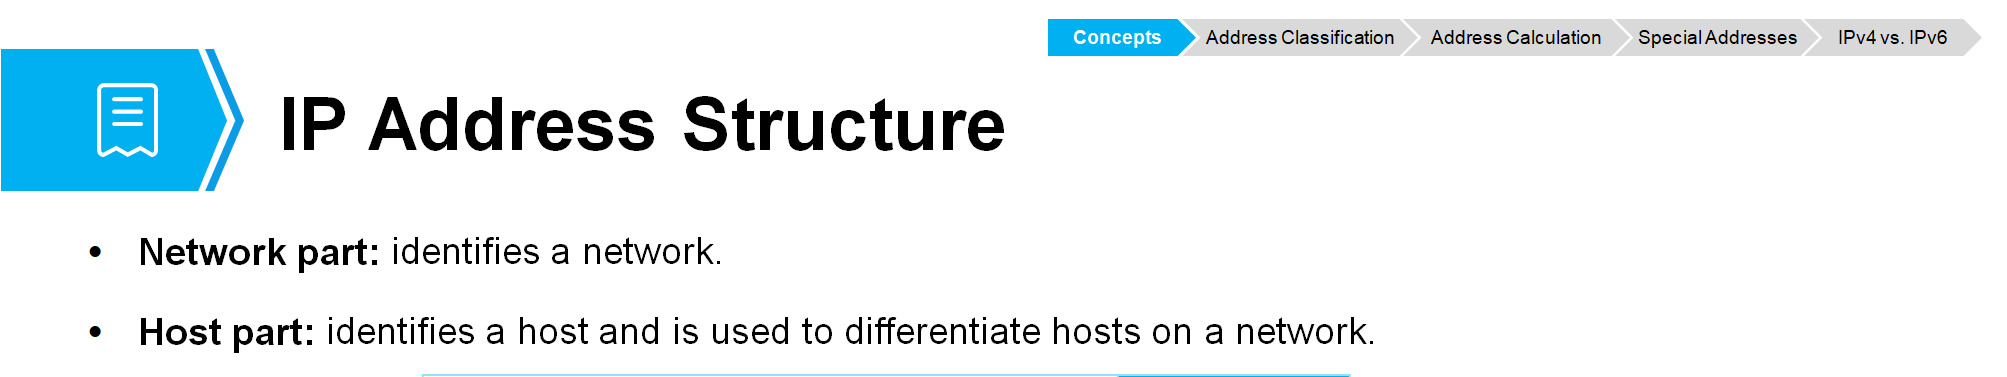 Concepts
Address Classification
Address Calculation
Special Addresses
IPv4 vs. IPv6
IP Address Structure
• Network part: identifies a network.
• Host part: identifies a host and is used to differentiate hosts on a network.